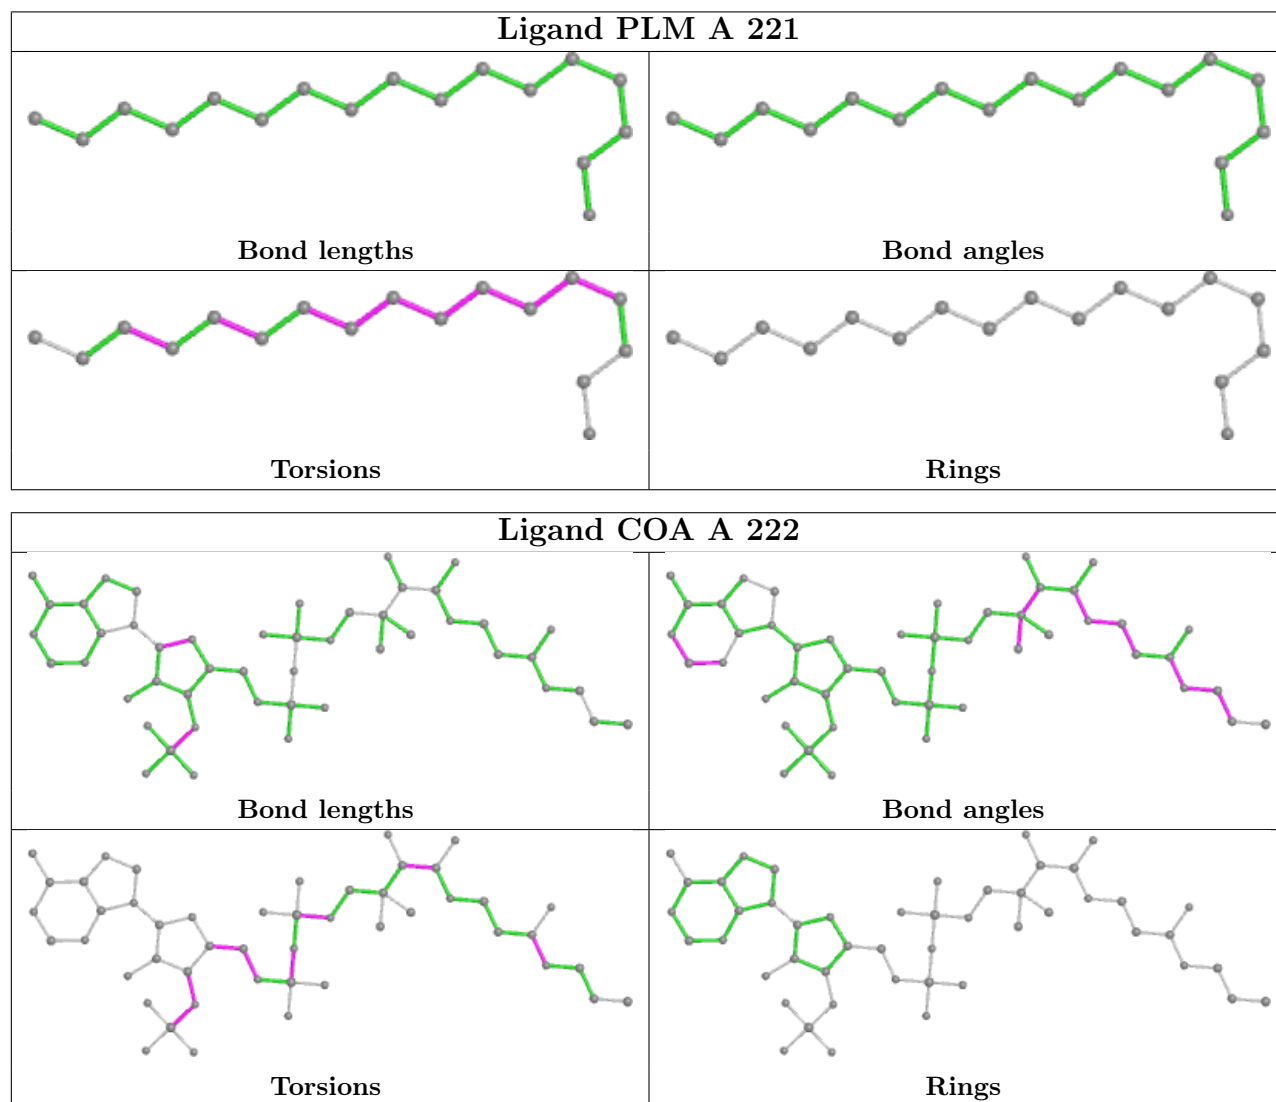 Ligand PLM A 221
Bond lengths
Bond angles
Torsions
Rings
Ligand COA A 222
Bond lengths
Bond angles
Torsions
Rings